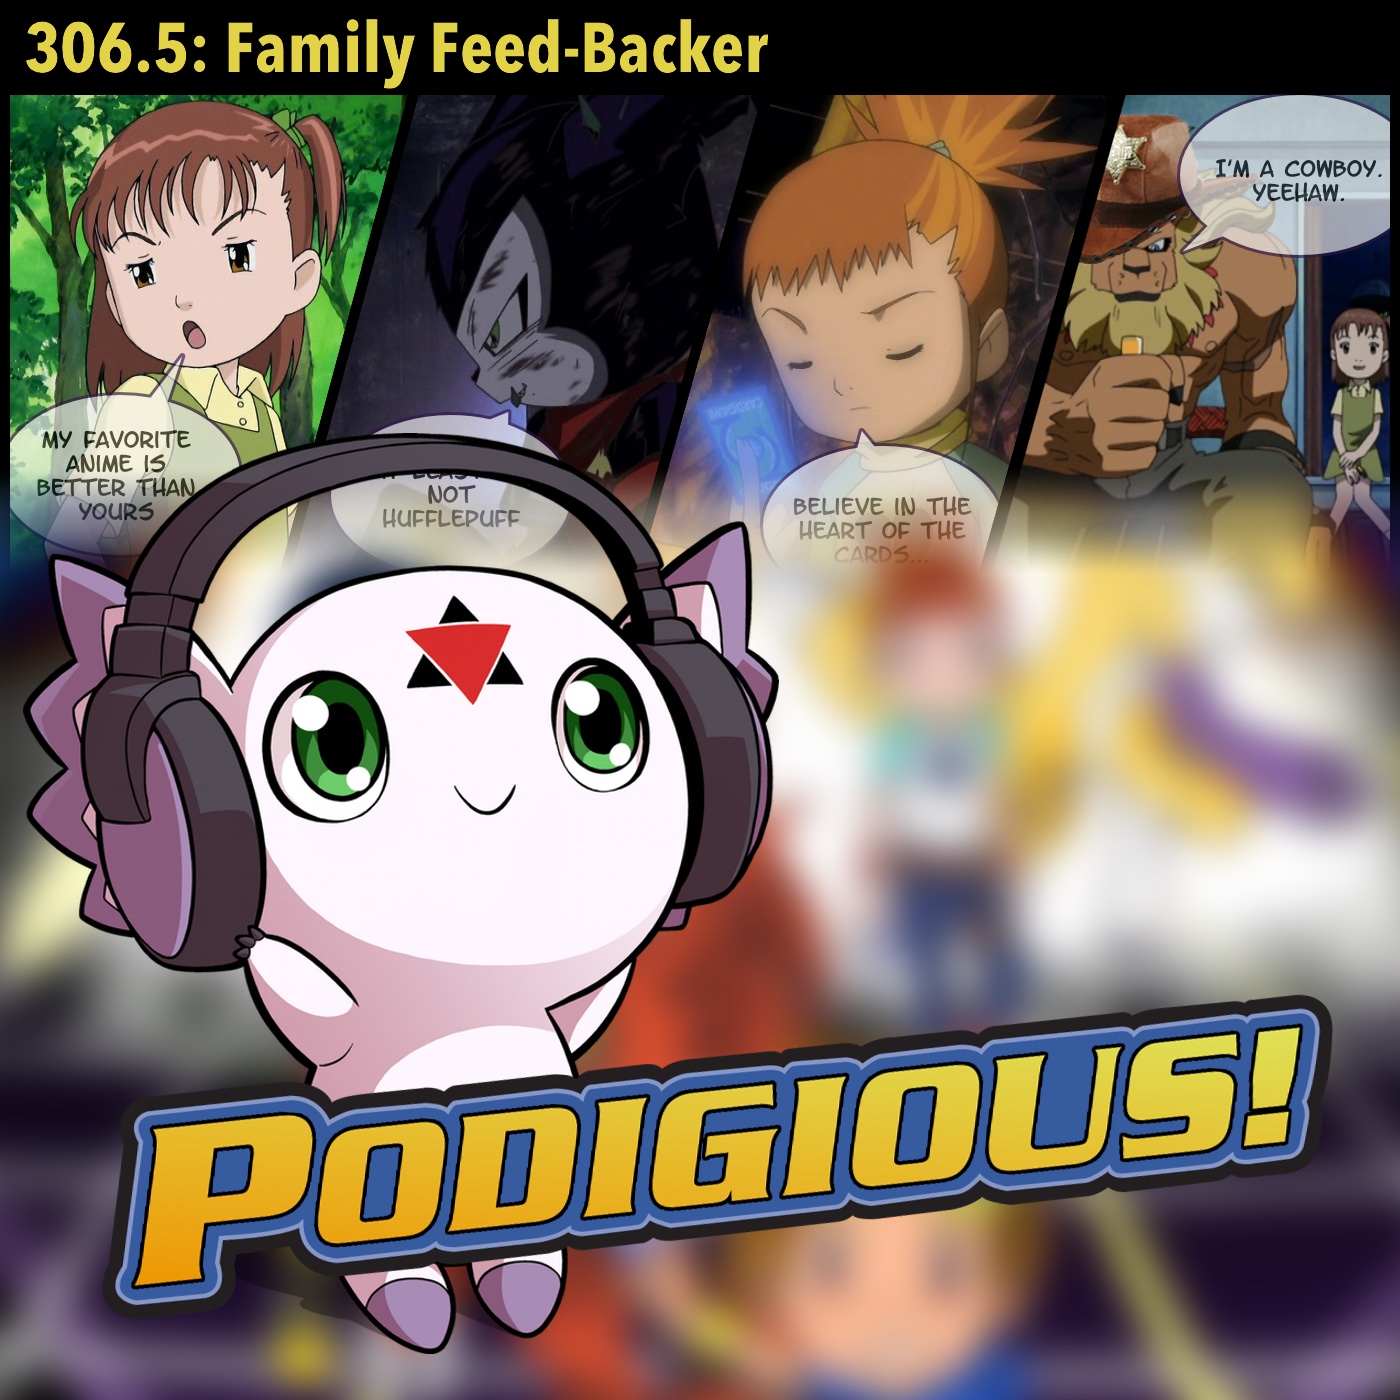 306.5: Family Feed-Backer
I'M A COWBOY.
YEEHAW.
MY FAVORITE
ANIME IS
BETTER THAN
YOURS
NOT
HUFFLEPUFF
BELIEVE IN THE
HEART OF THE
CARDS...
PODIGIOUS!